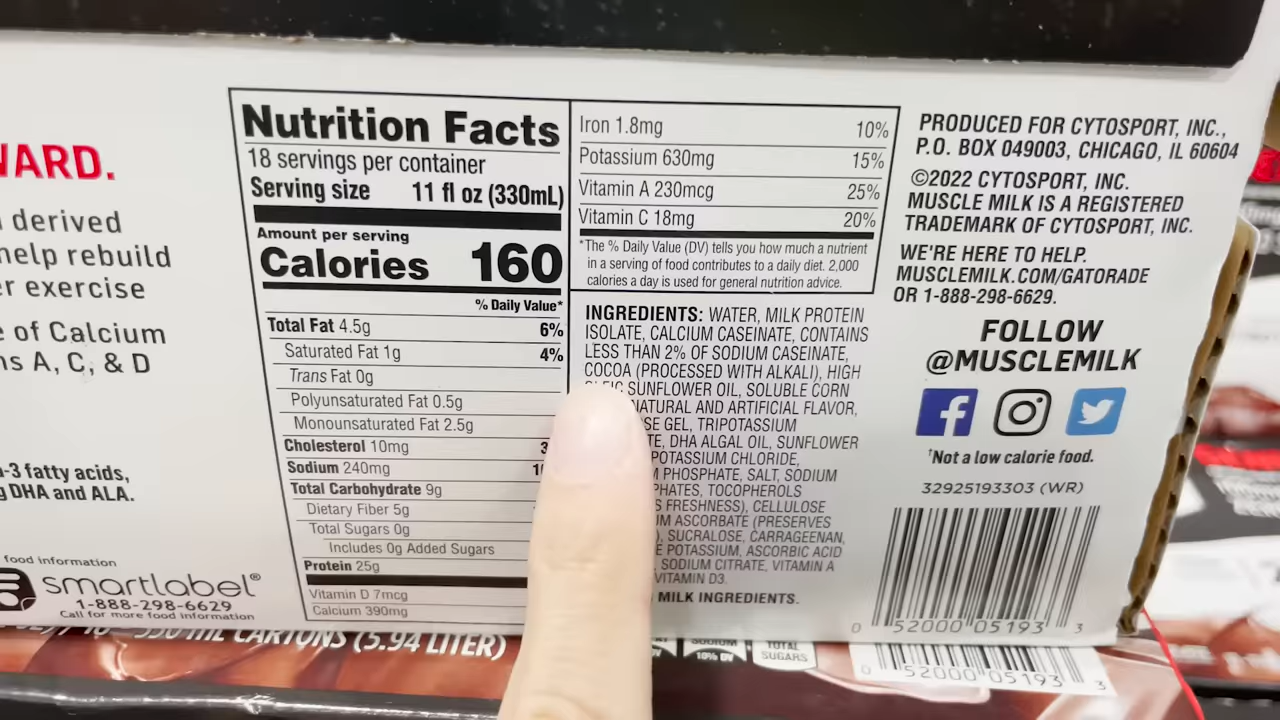 WARD.
derived
help rebuild
er exercise
e of Calcium
ns A, C, & D
-3 fatty acids,
g DHA and ALA.
food information
smartlabel®
1-888-298-6629
Call for more food information
Nutrition Facts
18 servings per container
Serving size 11 fl oz (330mL)
Amount per serving
Calories 160
% Daily Value*
Total Fat 4.5g 6%
Saturated Fat 1g 4%
Trans Fat 0g
Polyunsaturated Fat 0.5g
Monounsaturated Fat 2.5g
Cholesterol 10mg
Sodium 240mg
Total Carbohydrate 9g
Dietary Fiber 5g
Total Sugars 0g
Includes 0g Added Sugars
Protein 25g
Vitamin D 7mcg
Calcium 390mg
Iron 1.8mg 10%
Potassium 630mg 15%
Vitamin A 230mcg 25%
Vitamin C 18mg 20%
*The % Daily Value (DV) tells you how much a nutrient
in a serving of food contributes to a daily diet. 2,000
calories a day is used for general nutrition advice.
INGREDIENTS: WATER, MILK PROTEIN
ISOLATE, CALCIUM CASEINATE, CONTAINS
LESS THAN 2% OF SODIUM CASEINATE,
COCOA (PROCESSED WITH ALKALI), HIGH
SUNFLOWER OIL, SOLUBLE CORN
NATURAL AND ARTIFICIAL FLAVOR,
SE GEL, TRIPOTASSIUM
TE, DHA ALGAL OIL, SUNFLOWER
POTASSIUM CHLORIDE,
M PHOSPHATE, SALT, SODIUM
PHATES, TOCOPHEROLS
S FRESHNESS), CELLULOSE
M ASCORBATE (PRESERVES
), SUCRALOSE, CARRAGEENAN,
E POTASSIUM, ASCORBIC ACID
SODIUM CITRATE, VITAMIN A
VITAMIN D3.
MILK INGREDIENTS.
PRODUCED FOR CYTOSPORT, INC.,
P.O. BOX 049003, CHICAGO, IL 60604
©2022 CYTOSPORT, INC.
MUSCLE MILK IS A REGISTERED
TRADEMARK OF CYTOSPORT, INC.
WE'RE HERE TO HELP.
MUSCLEMILK.COM/GATORADE
OR 1-888-298-6629.
FOLLOW
@MUSCLEMILK
†Not a low calorie food.
32925193303 (WR)
0 52000 05193 3
330 ML CARTONS (5.94 LITER)
SODIUM
10% DV
TOTAL
SUGARS
0 52000 05193 3